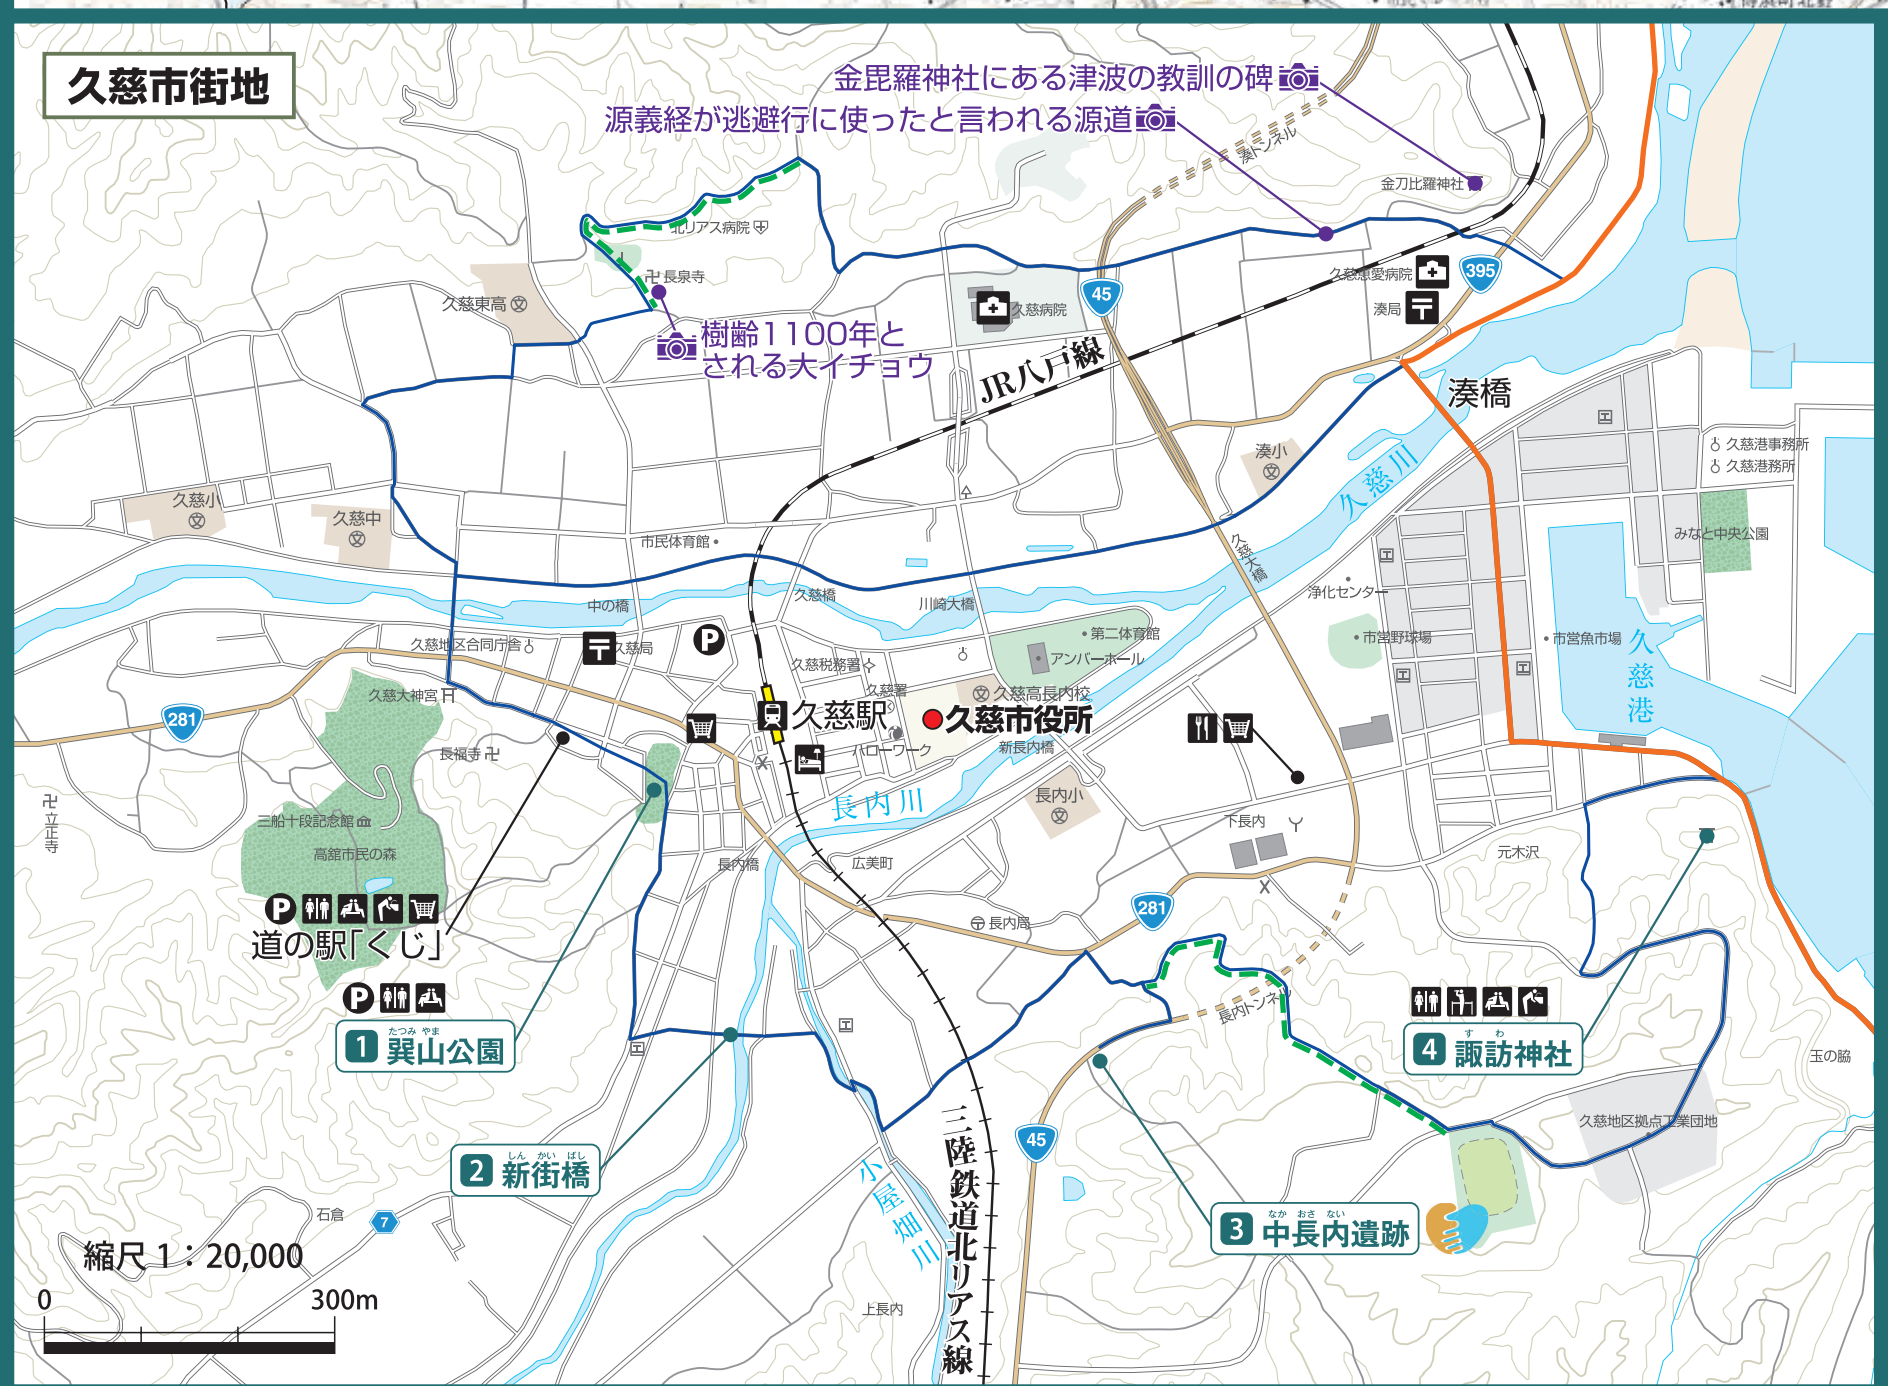 久慈市街地
金毘羅神社にある津波の教訓の碑
源義経が逃避行に使ったと言われる源道
湊トンネル
金刀比羅神社
北リアス病院
長泉寺
久慈東高
久慈恵愛病院
395
45
久慈病院
湊局
樹齢1100年と
される大イチョウ
JR八戸線
湊橋
久慈港事務所
久慈港務所
湊小
久慈川
久慈小
久慈中
市民体育館
みなと中央公園
久慈大橋
浄化センター
久慈橋
川崎大橋
中の橋
第二体育館
市営野球場
市営魚市場
久慈港
久慈地区合同庁舎
久慈局
P
アンバーホール
久慈税務署
久慈署
久慈大神宮
久慈高長内校
281
久慈駅
久慈市役所
ハローワーク
新長内橋
長福寺
立正寺
長内川
長内小
三船十段記念館
下長内
高舘市民の森
長内橋
広美町
元木沢
P
道の駅「くじ」
長内局
281
P
たつみ やま
1 巽山公園
長内トンネル
す わ
4 諏訪神社
玉の脇
久慈地区拠点工業団地
しん かい ばし
2 新街橋
45
三陸鉄道北リアス線
小屋畑川
なか おさ ない
3 中長内遺跡
石倉
7
縮尺 1：20,000
0 300m
上長内